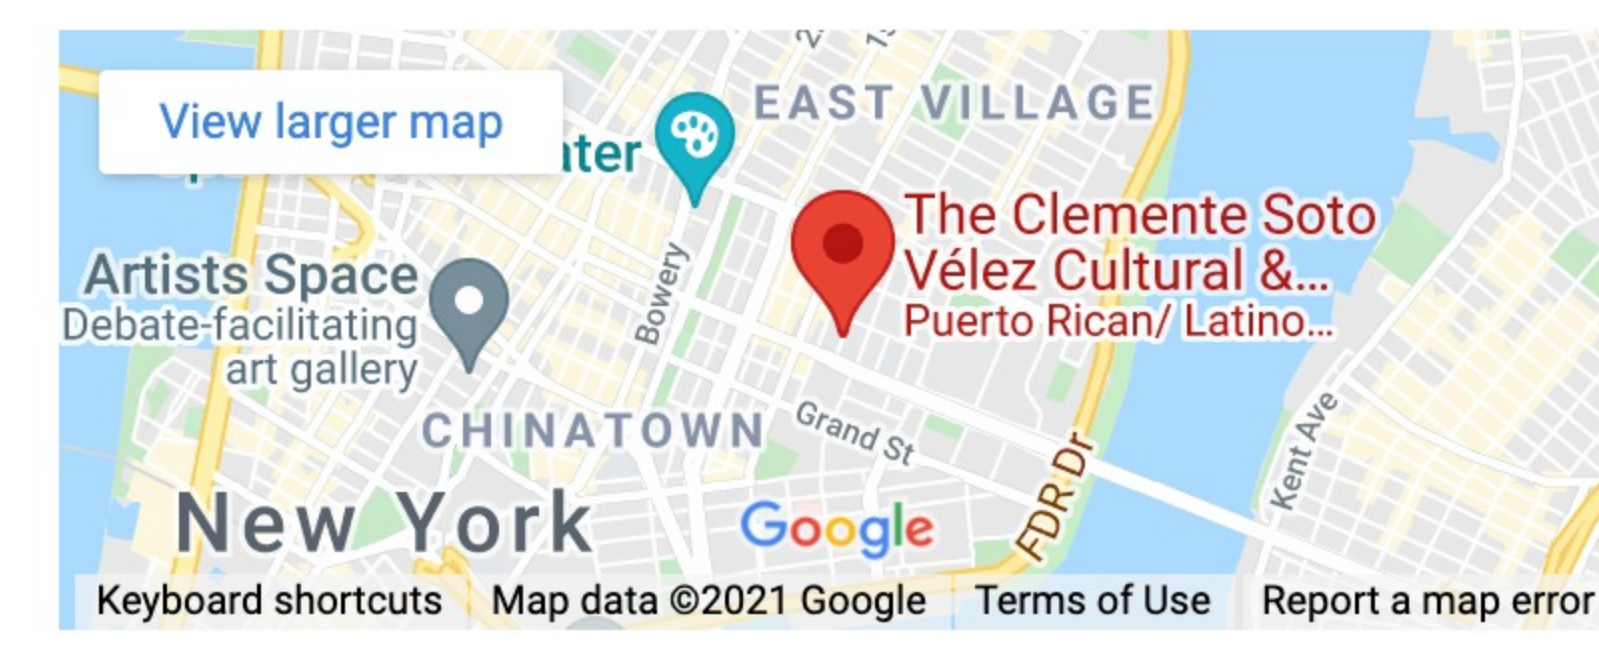 View larger map
ater
EAST VILLAGE
The Clemente Soto
Vélez Cultural &...
Puerto Rican/ Latino...
Artists Space
Debate-facilitating
art gallery
Bowery
CHINATOWN
Grand St
Kent Ave
FDR Dr
New York
Google
Keyboard shortcuts
Map data ©2021 Google
Terms of Use
Report a map error